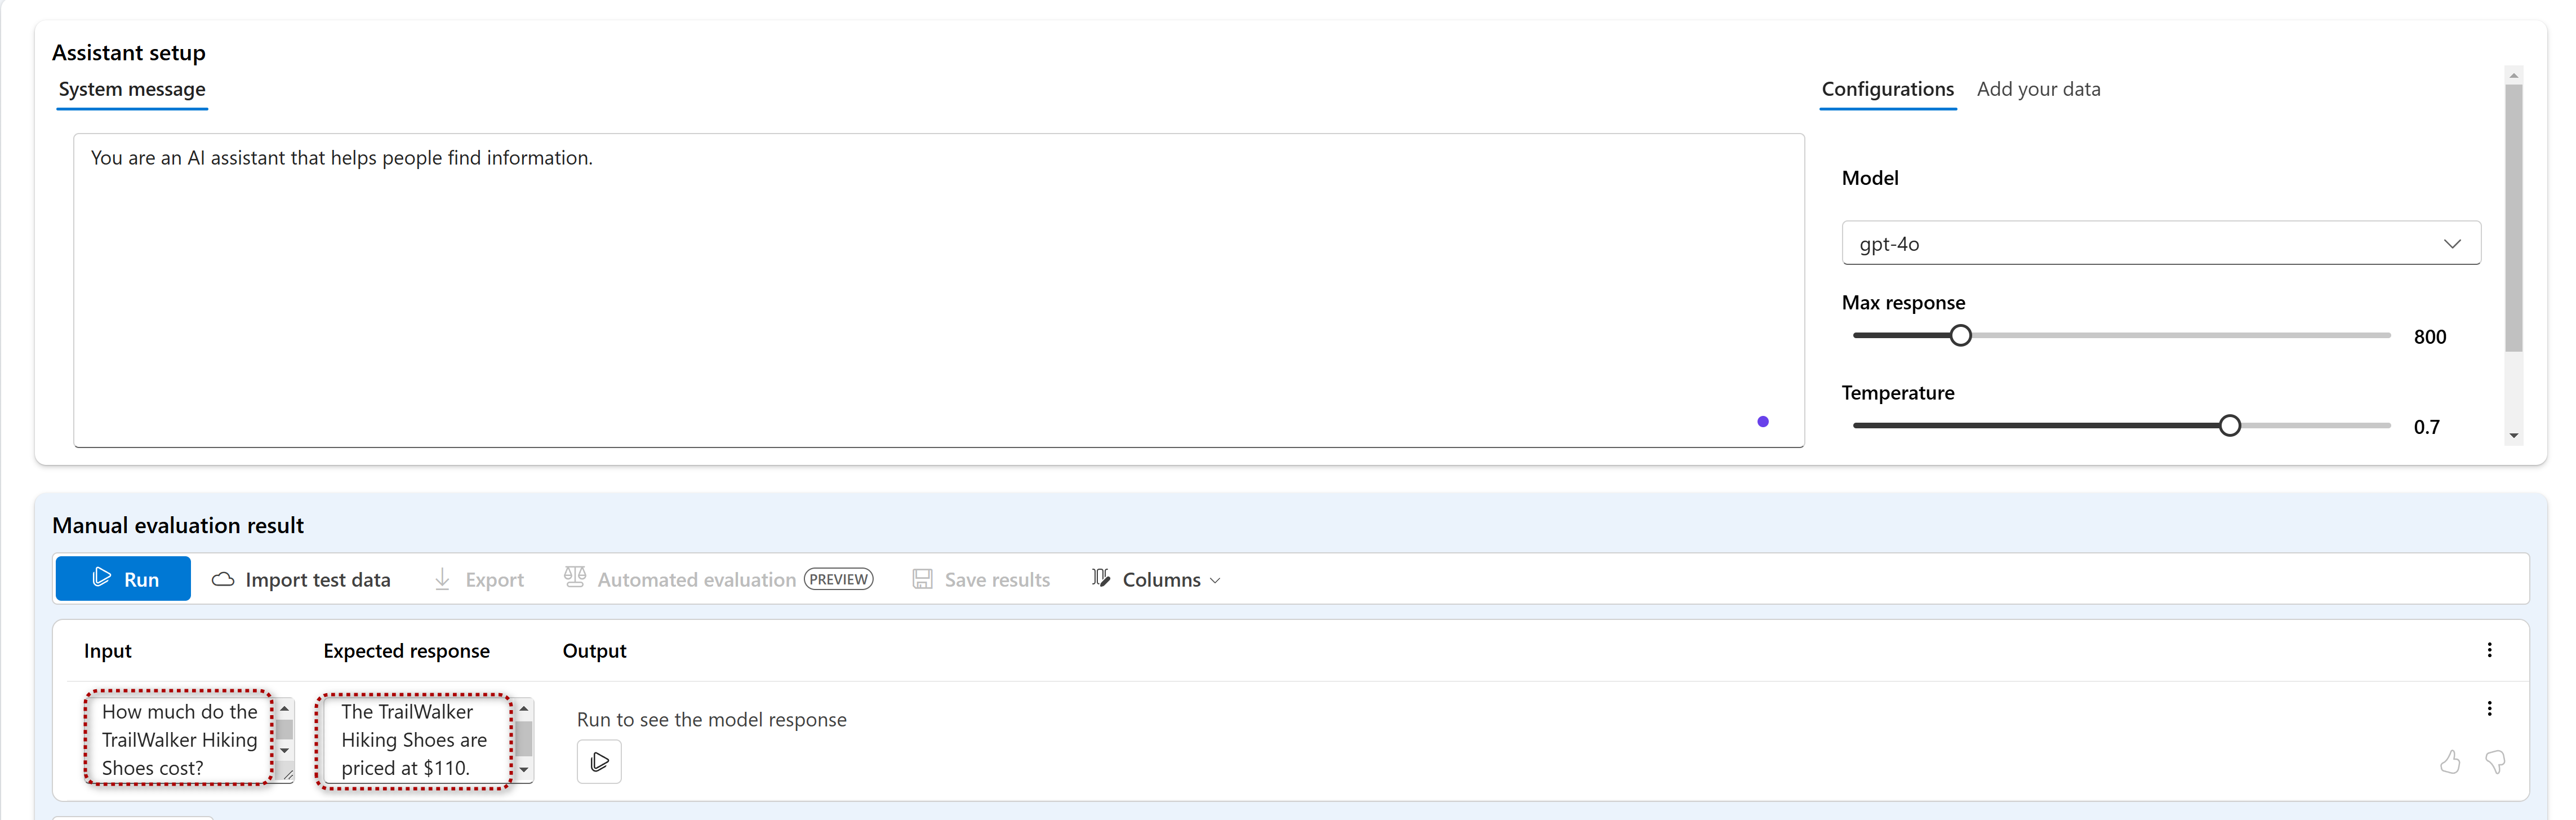 Assistant setup
System message
You are an AI assistant that helps people find information.
Configurations Add your data
Model
gpt-4o
Max response
800
Temperature
0.7
Manual evaluation result
Run Import test data Export Automated evaluation PREVIEW Save results Columns
Input Expected response Output
How much do the
TrailWalker Hiking
Shoes cost?
The TrailWalker
Hiking Shoes are
priced at $110.
Run to see the model response